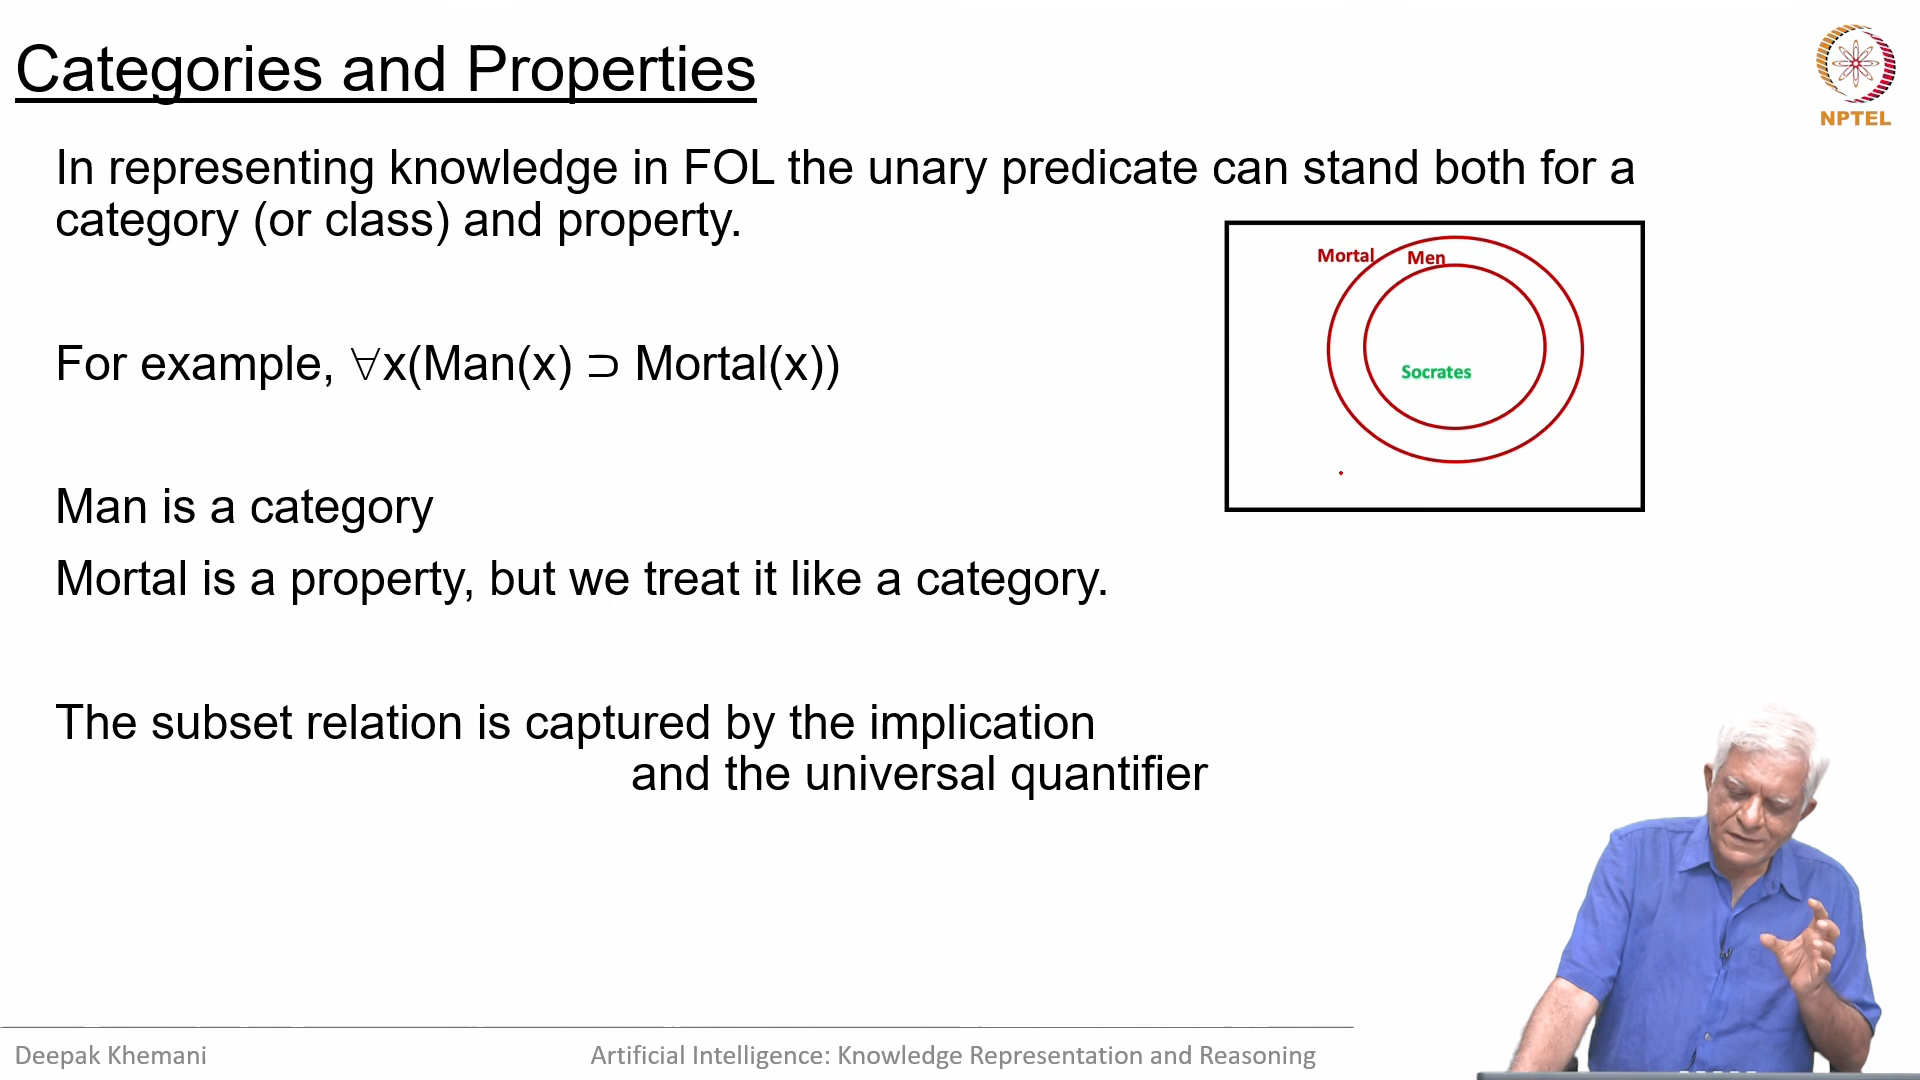 Categories and Properties
NPTEL
In representing knowledge in FOL the unary predicate can stand both for a
category (or class) and property.
Mortal
Men
Socrates
For example, ∀x(Man(x) ⊃ Mortal(x))
Man is a category
Mortal is a property, but we treat it like a category.
The subset relation is captured by the implication
and the universal quantifier
Deepak Khemani
Artificial Intelligence: Knowledge Representation and Reasoning